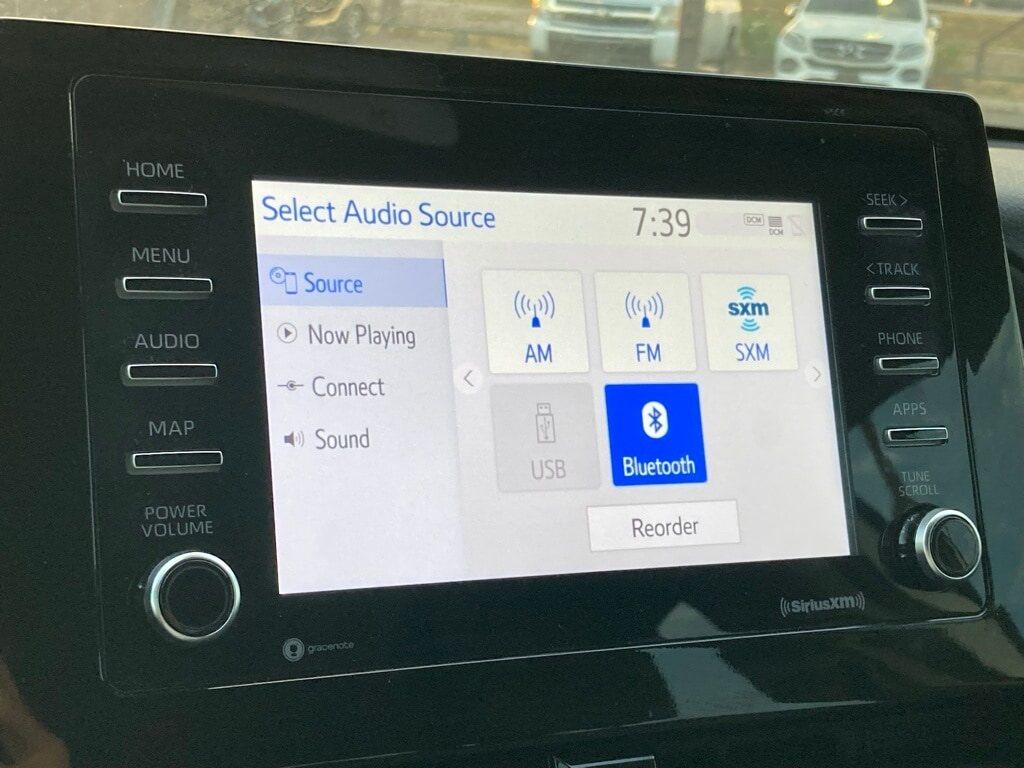 HOME
MENU
AUDIO
MAP
POWER
VOLUME
Select Audio Source
7:39
DCM
DCM
Source
Now Playing
Connect
Sound
AM
FM
sxm
SXM
USB
Bluetooth
Reorder
SEEK >
< TRACK
PHONE
APPS
TUNE
SCROLL
gracenote
SiriusXM